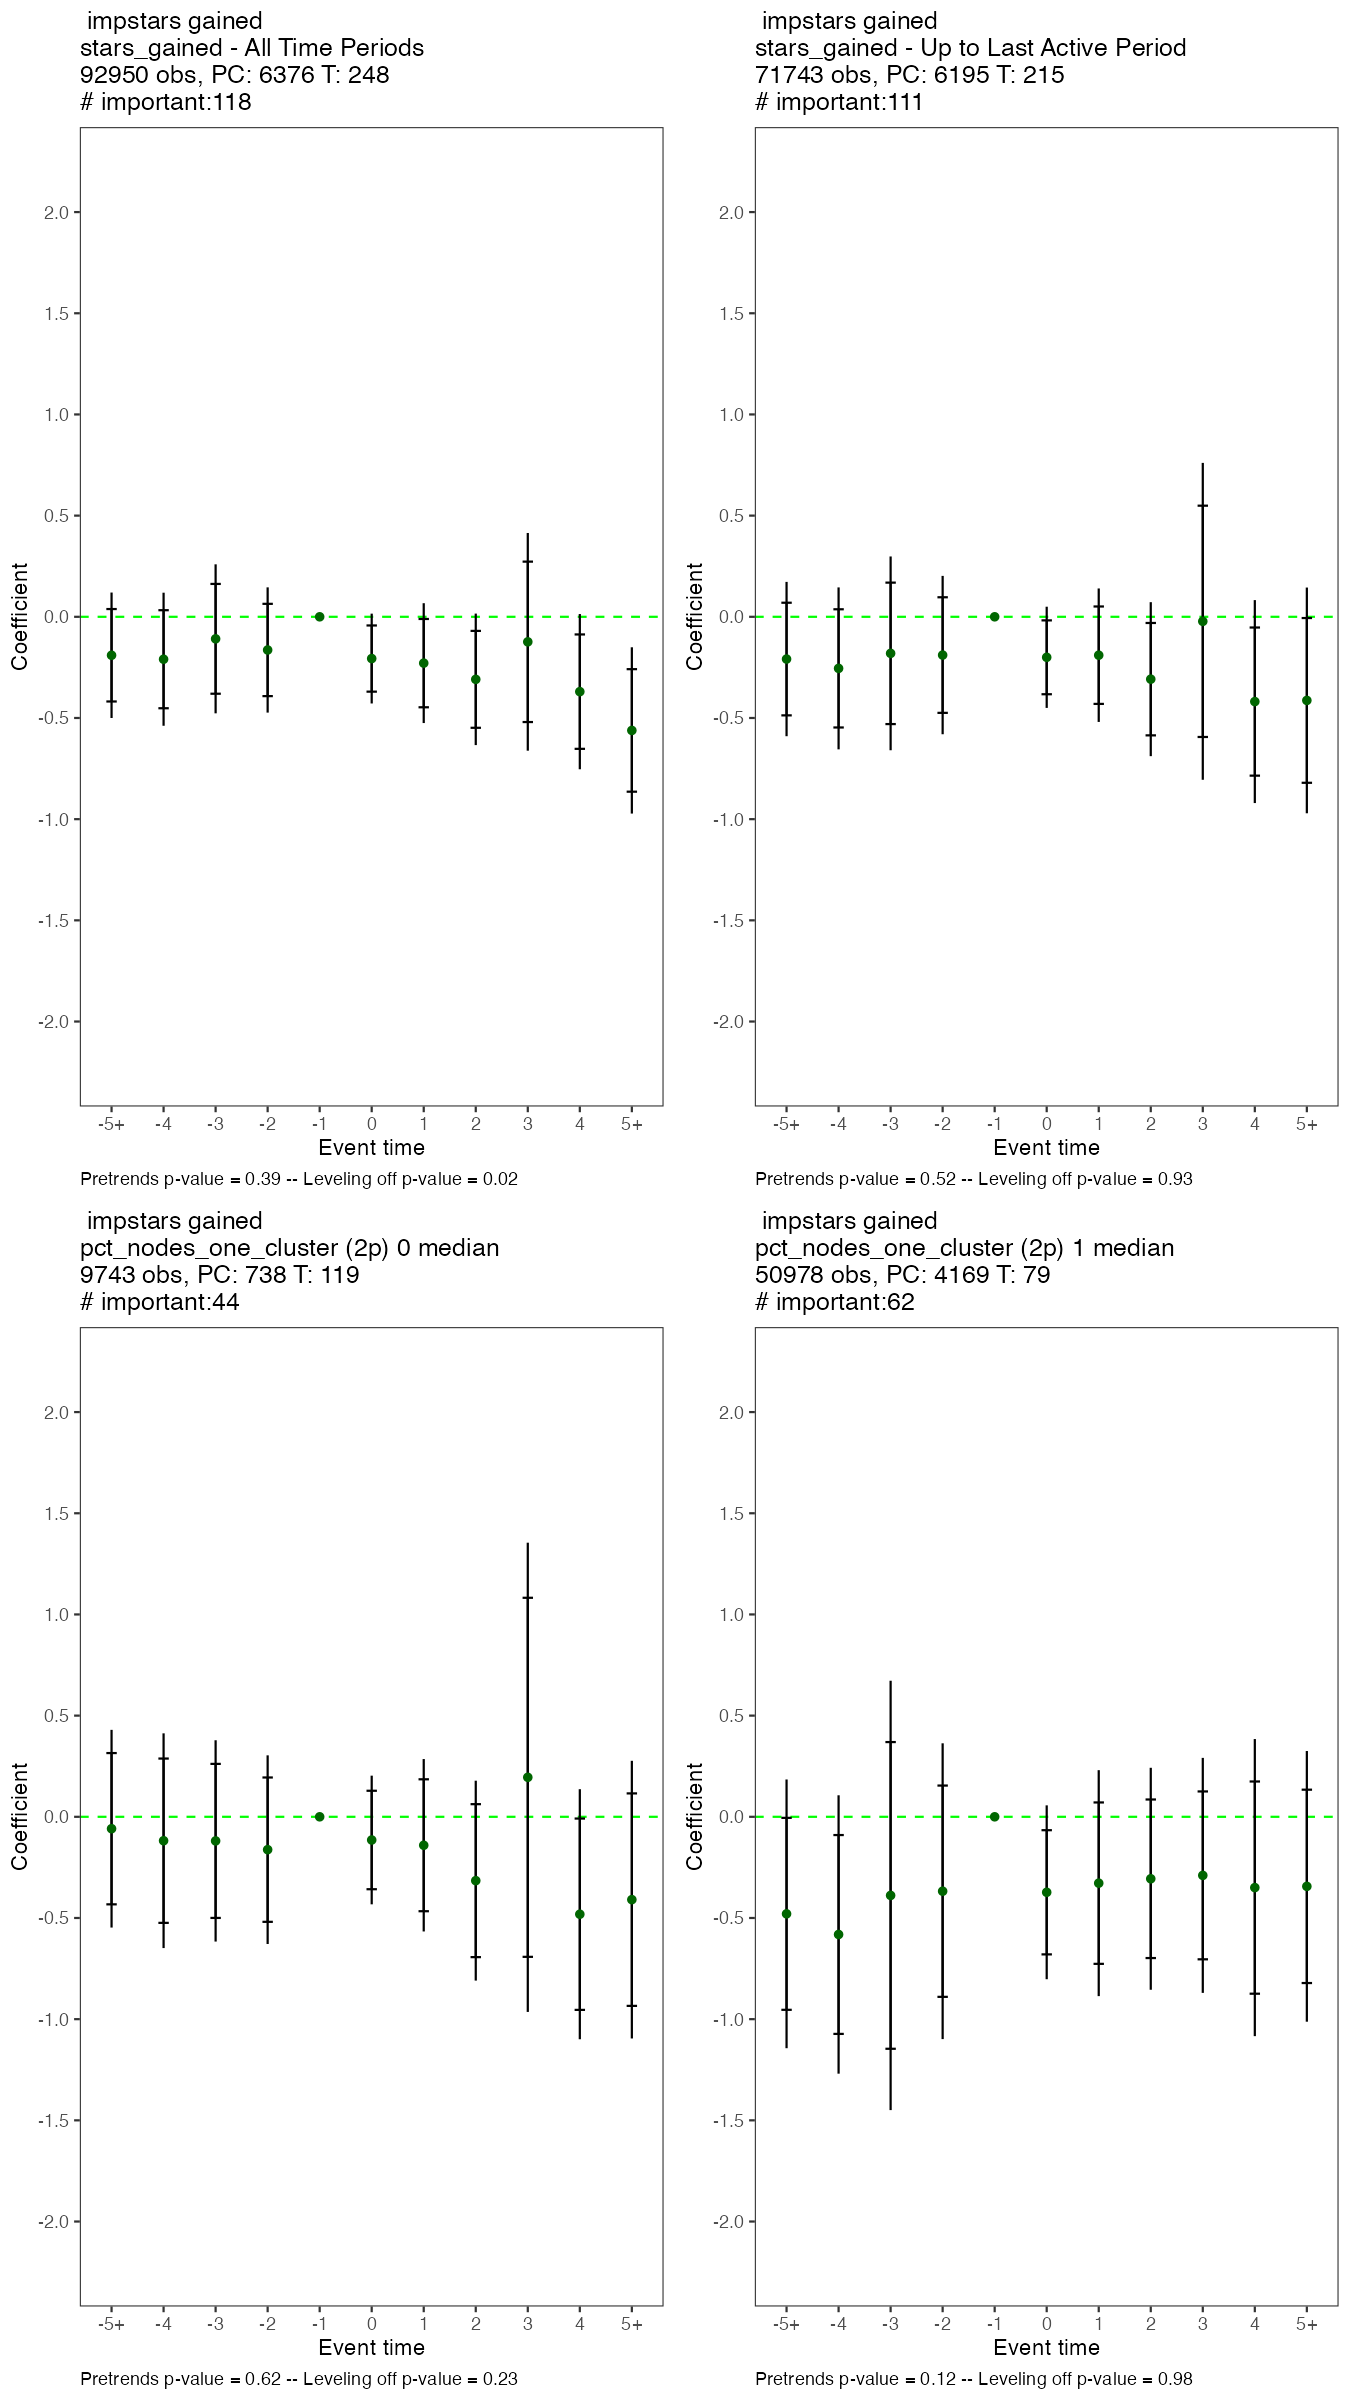 impstars gained
stars_gained - All Time Periods
92950 obs, PC: 6376 T: 248
# important:118
2.0
1.5
1.0
0.5
0.0
-0.5
-1.0
-1.5
-2.0
Coefficient
-5+ -4 -3 -2 -1 0 1 2 3 4 5+
Event time
Pretrends p-value = 0.39 -- Leveling off p-value = 0.02
impstars gained
stars_gained - Up to Last Active Period
71743 obs, PC: 6195 T: 215
# important:111
2.0
1.5
1.0
0.5
0.0
-0.5
-1.0
-1.5
-2.0
Coefficient
-5+ -4 -3 -2 -1 0 1 2 3 4 5+
Event time
Pretrends p-value = 0.52 -- Leveling off p-value = 0.93
impstars gained
pct_nodes_one_cluster (2p) 0 median
9743 obs, PC: 738 T: 119
# important:44
2.0
1.5
1.0
0.5
0.0
-0.5
-1.0
-1.5
-2.0
Coefficient
-5+ -4 -3 -2 -1 0 1 2 3 4 5+
Event time
Pretrends p-value = 0.62 -- Leveling off p-value = 0.23
impstars gained
pct_nodes_one_cluster (2p) 1 median
50978 obs, PC: 4169 T: 79
# important:62
2.0
1.5
1.0
0.5
0.0
-0.5
-1.0
-1.5
-2.0
Coefficient
-5+ -4 -3 -2 -1 0 1 2 3 4 5+
Event time
Pretrends p-value = 0.12 -- Leveling off p-value = 0.98